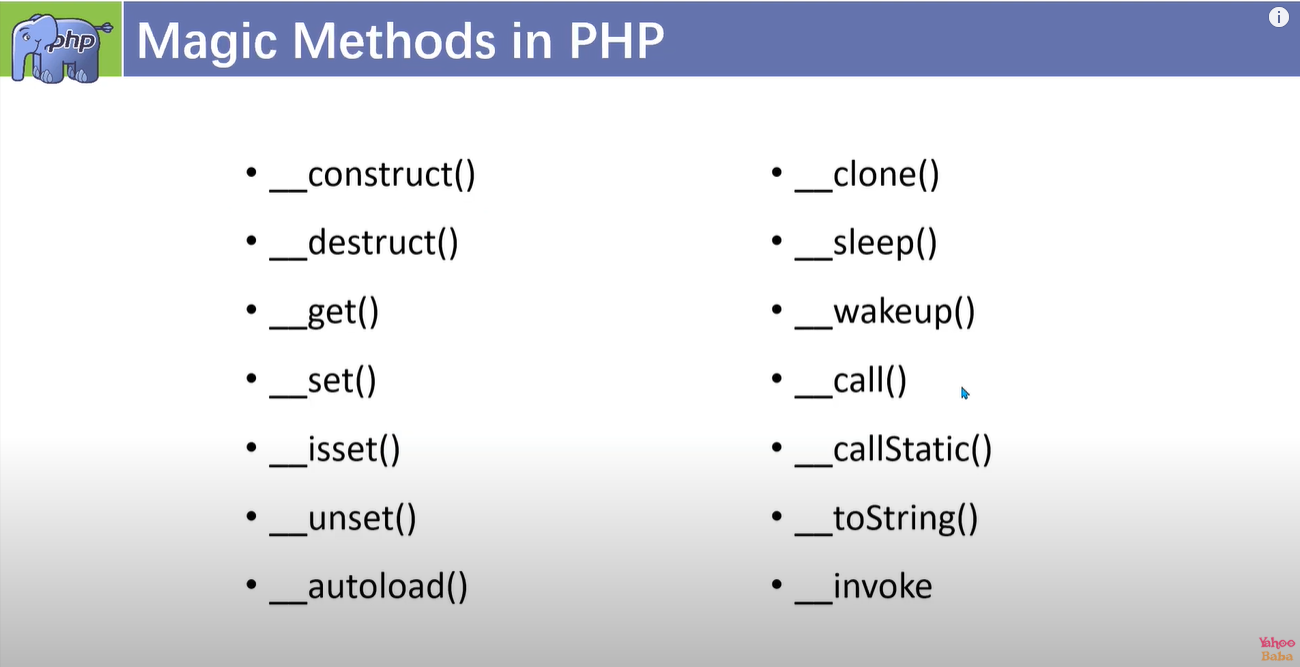 php
Magic Methods in PHP
i
• __construct()
• __destruct()
• __get()
• __set()
• __isset()
• __unset()
• __autoload()
• __clone()
• __sleep()
• __wakeup()
• __call()
• __callStatic()
• __toString()
• __invoke
Yahoo
Baba